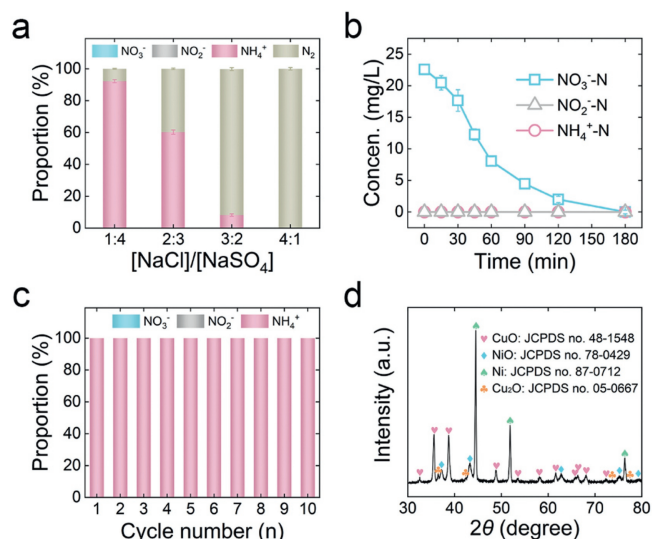 a
NO₃⁻ NO₂⁻ NH₄⁺ N₂
Proportion (%)
100
80
60
40
20
0
1:4 2:3 3:2 4:1
[NaCl]/[NaSO₄]
b
Concen. (mg/L)
25
20
15
10
5
0
NO₃⁻-N
NO₂⁻-N
NH₄⁺-N
0 30 60 90 120 150 180
Time (min)
c
NO₃⁻ NO₂⁻ NH₄⁺
Proportion (%)
100
80
60
40
20
0
1 2 3 4 5 6 7 8 9 10
Cycle number (n)
d
Intensity (a.u.)
CuO: JCPDS no. 48-1548
NiO: JCPDS no. 78-0429
Ni: JCPDS no. 87-0712
Cu₂O: JCPDS no. 05-0667
30 40 50 60 70 80
2θ (degree)